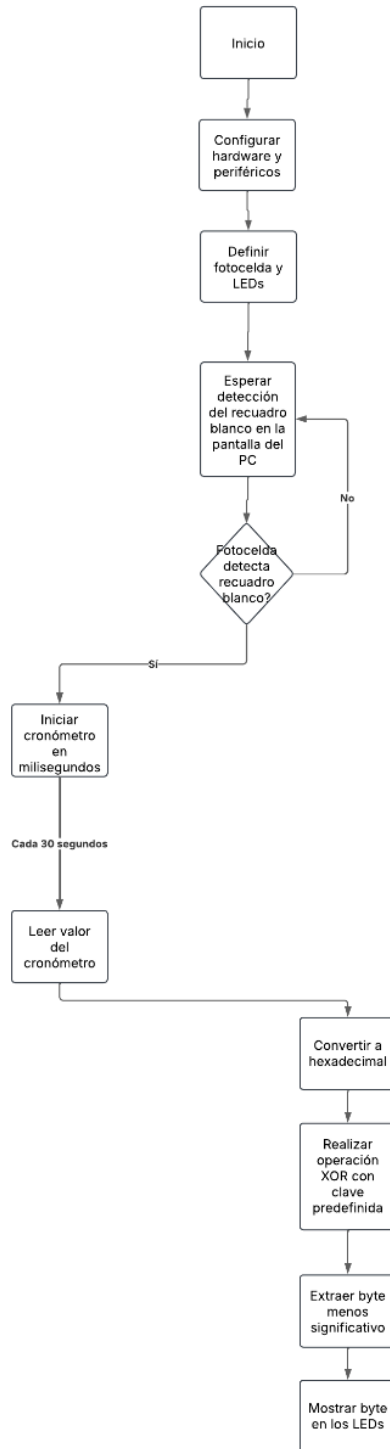 Inicio
Configurar
hardware y
periféricos
Definir
fotocelda y
LEDs
Esperar
detección
del recuadro
blanco en la
pantalla del
PC
No
Fotocelda
detecta
recuadro
blanco?
Sí
Iniciar
cronómetro
en
milisegundos
Cada 30 segundos
Leer valor
del
cronómetro
Convertir a
hexadecimal
Realizar
operación
XOR con
clave
predefinida
Extraer byte
menos
significativo
Mostrar byte
en los LEDs